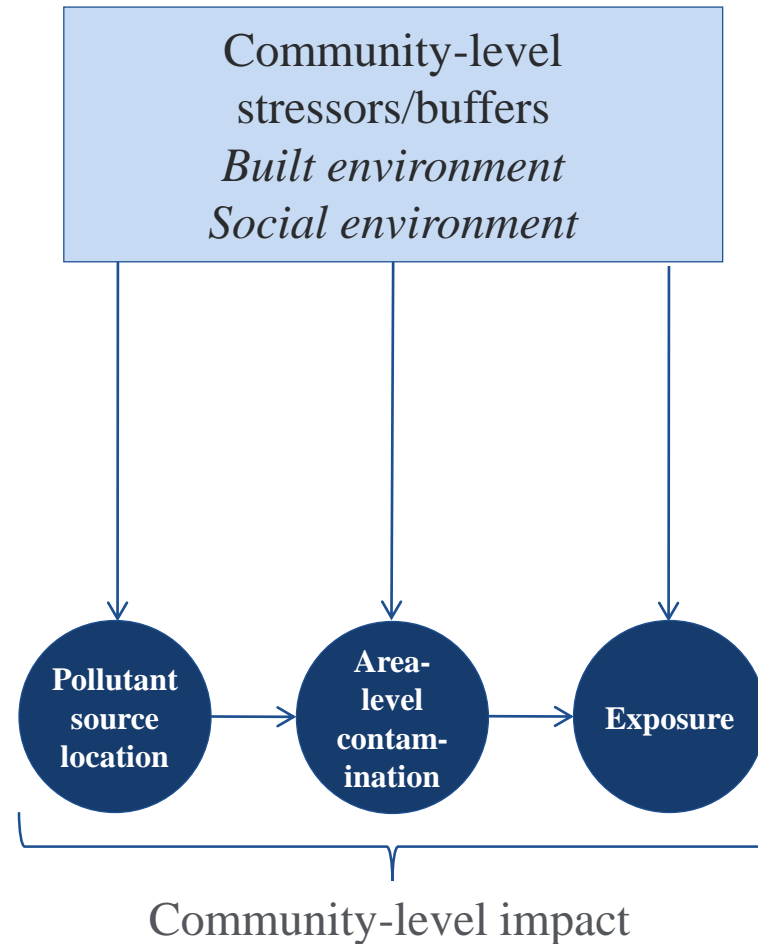 Community-level
stressors/buffers
Built environment
Social environment
Pollutant
source
location
Area-
level
contam-
ination
Exposure
Community-level impact